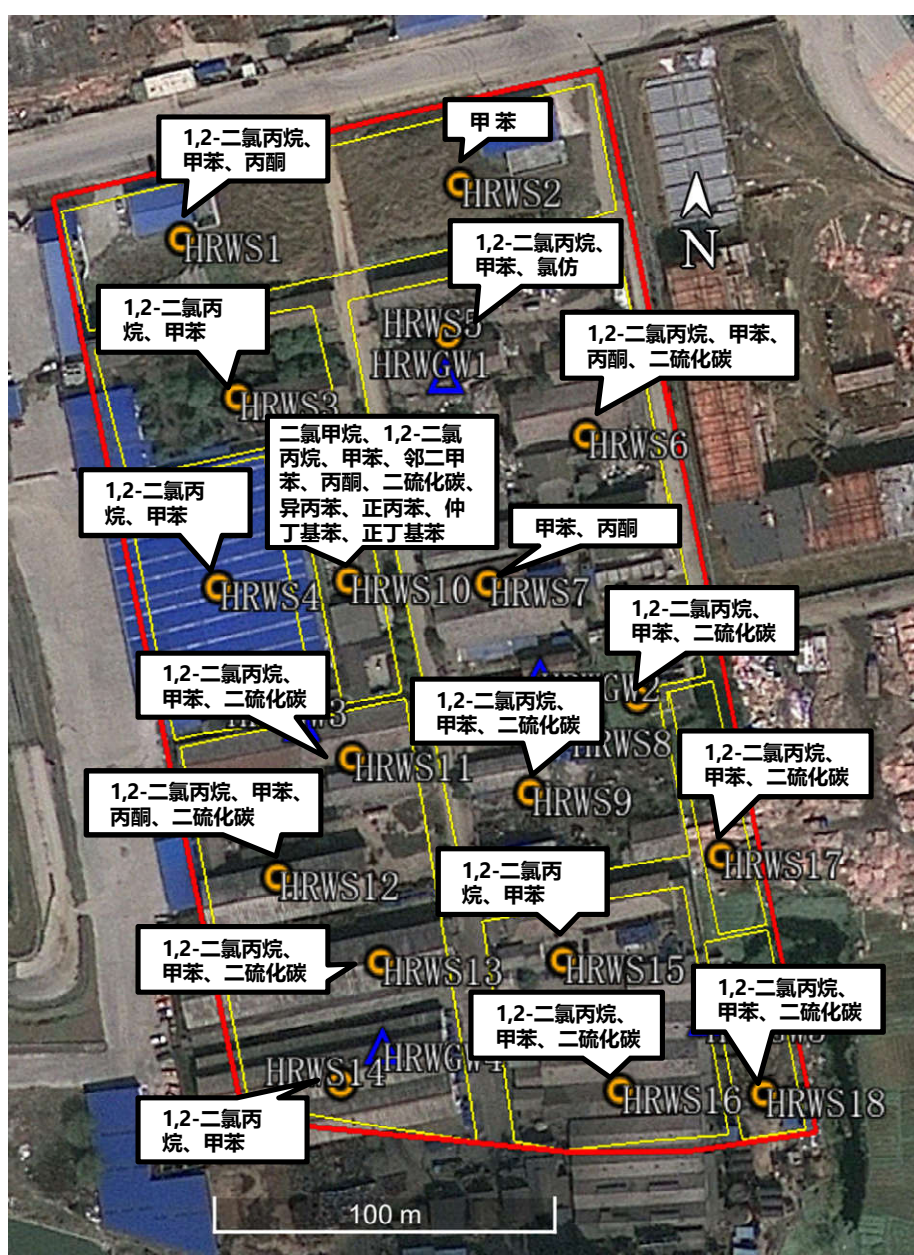 甲苯
1,2-二氯丙烷、
甲苯、丙酮
HRWS2
HRWS1
N
1,2-二氯丙烷、
甲苯、氯仿
1,2-二氯丙
烷、甲苯
HRWS5
1,2-二氯丙烷、甲苯、
丙酮、二硫化碳
HRWGW1
HRWS3
HRWS6
二氯甲烷、1,2-二氯
丙烷、甲苯、邻二甲
苯、丙酮、二硫化碳、
异丙苯、正丙苯、仲
丁基苯、正丁基苯
1,2-二氯丙
烷、甲苯
甲苯、丙酮
HRWS4
HRWS10
HRWS7
1,2-二氯丙烷、
甲苯、二硫化碳
1,2-二氯丙烷、
甲苯、二硫化碳
1,2-二氯丙烷、
甲苯、二硫化碳
HRWS8
1,2-二氯丙烷、
甲苯、二硫化碳
HRWS11
HRWS9
1,2-二氯丙烷、甲苯、
丙酮、二硫化碳
HRWS17
HRWS12
1,2-二氯丙
烷、甲苯
1,2-二氯丙烷、
甲苯、二硫化碳
HRWS13
HRWS15
1,2-二氯丙烷、
甲苯、二硫化碳
1,2-二氯丙烷、
甲苯、二硫化碳
HRWGW4
HRWS14
HRWS16
HRWS18
1,2-二氯丙
烷、甲苯
100 m